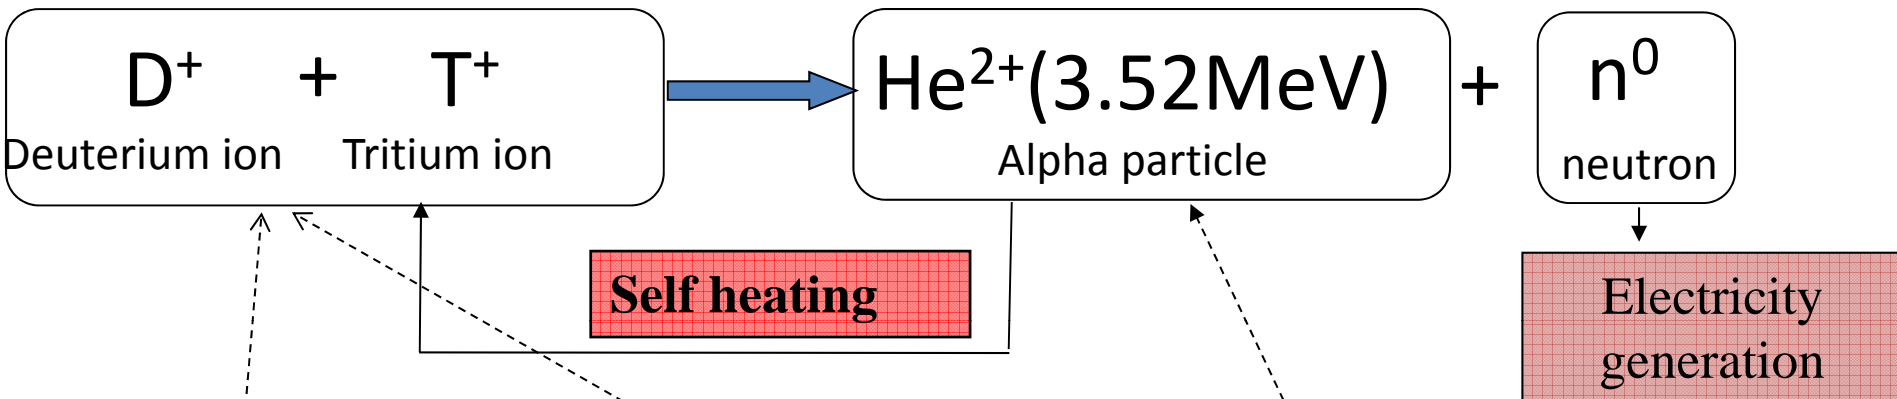 D⁺ + T⁺ He²⁺(3.52MeV) + n⁰
Deuterium ion Tritium ion Alpha particle neutron
Self heating
Electricity
generation